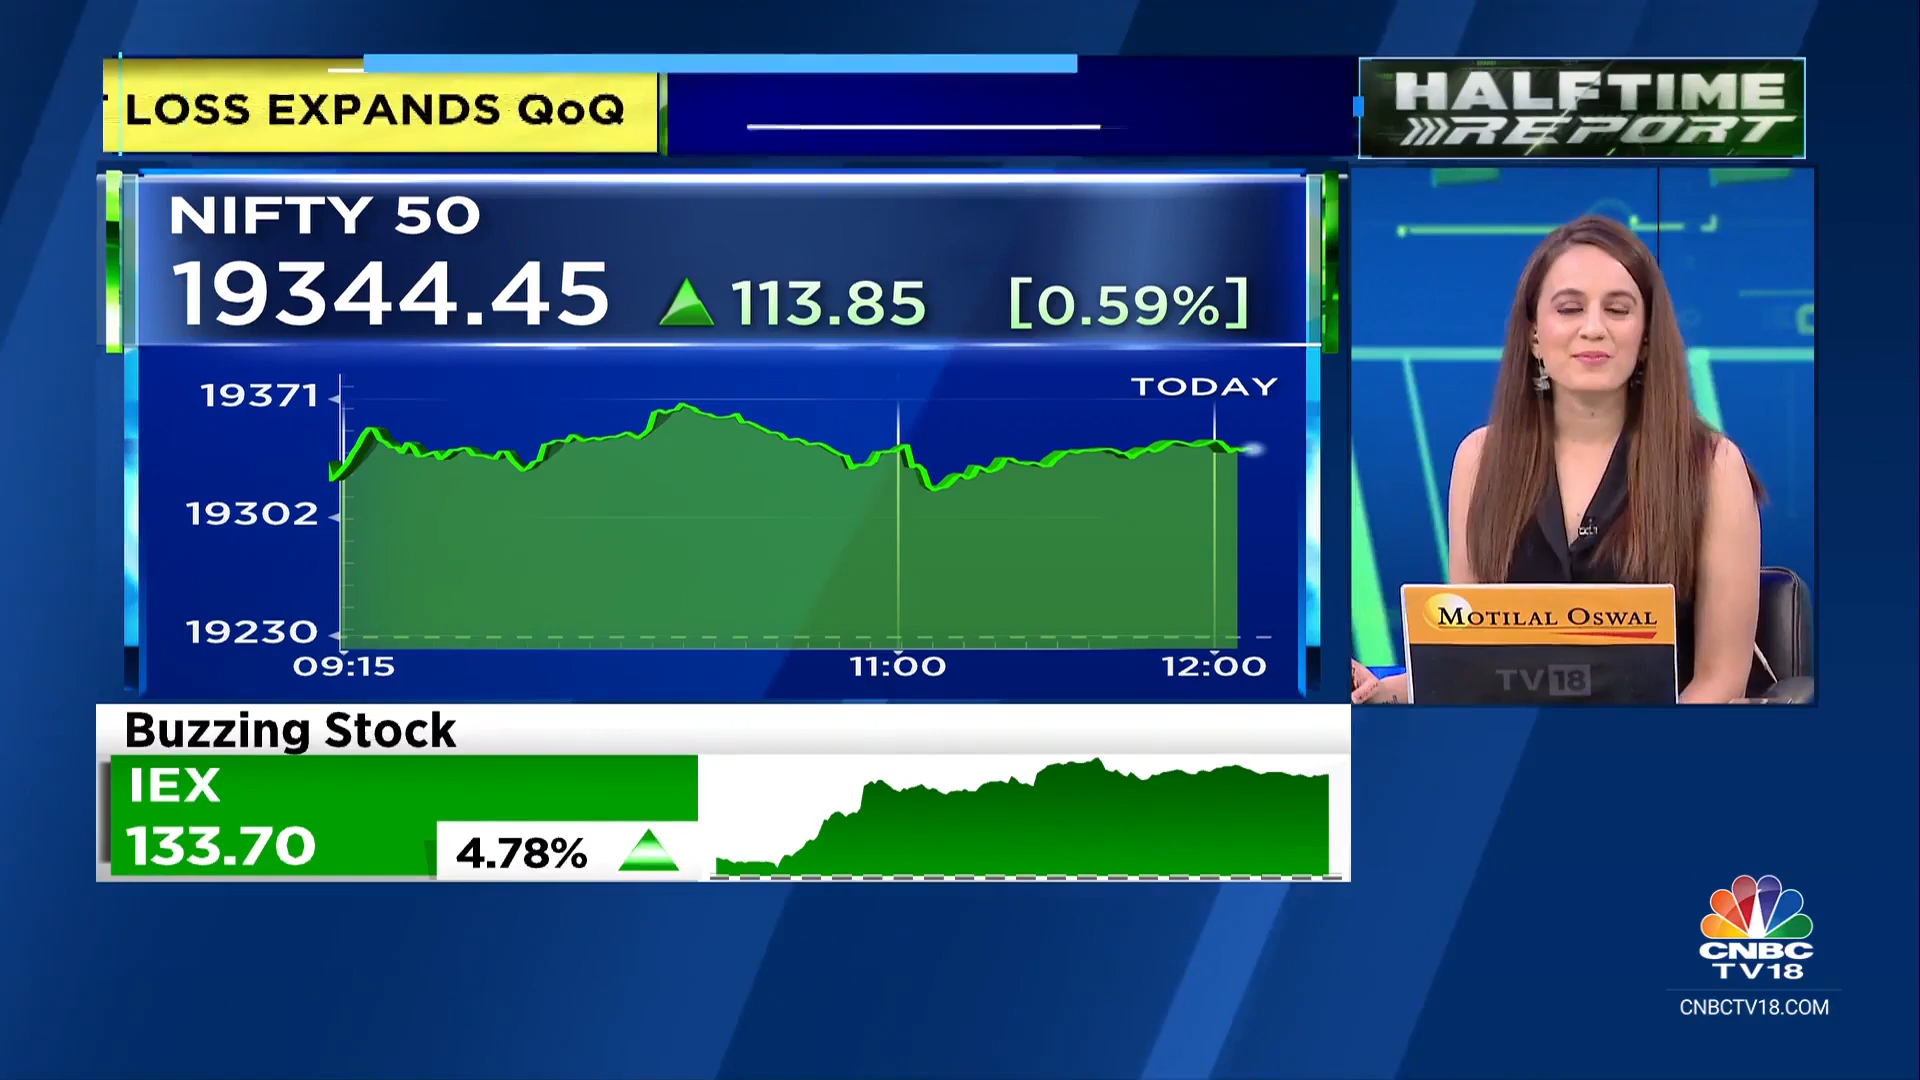 LOSS EXPANDS QoQ
HALFTIME
REPORT
NIFTY 50
19344.45 113.85 [0.59%]
TODAY
19371
19302
19230
09:15 11:00 12:00
MOTILAL OSWAL
TV18
Buzzing Stock
IEX
133.70 4.78%
CNBC
TV18
CNBCTV18.COM